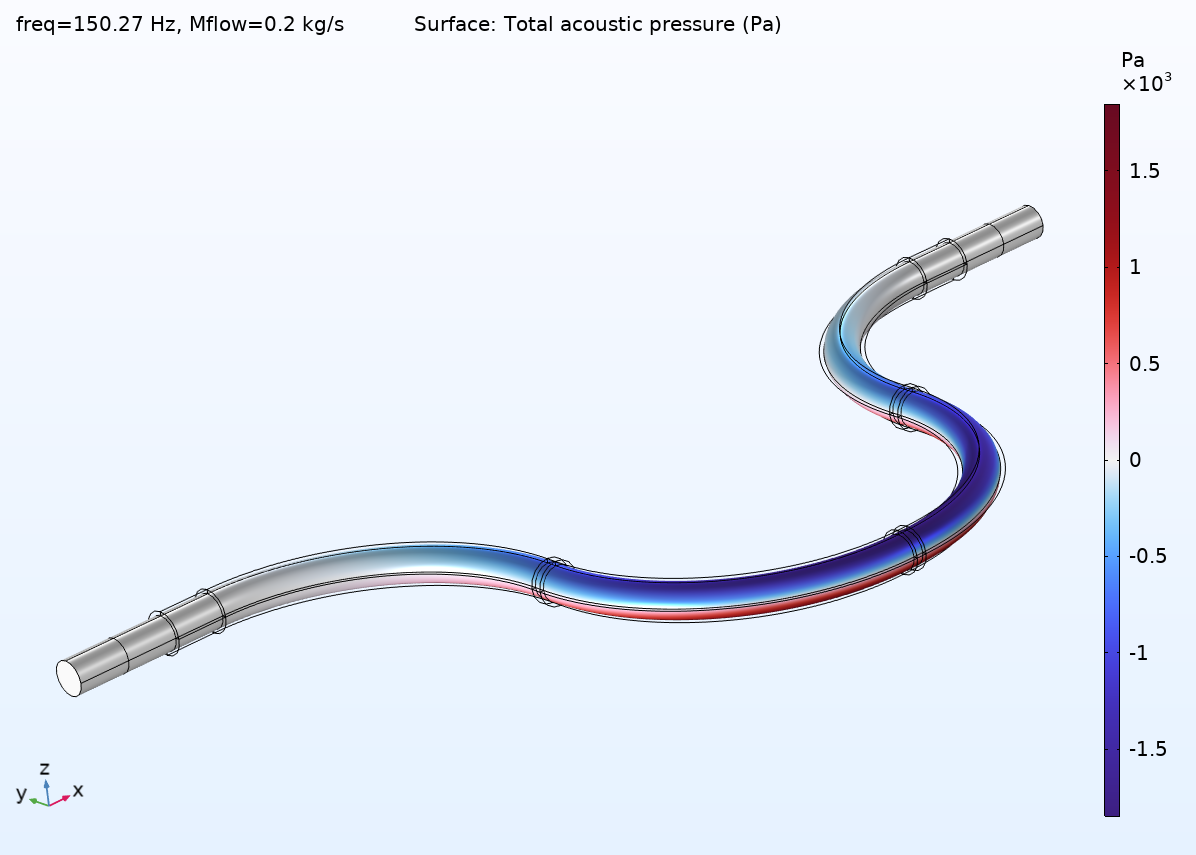 freq=150.27 Hz, Mflow=0.2 kg/s Surface: Total acoustic pressure (Pa)
Pa
×10³
1.5
1
0.5
0
-0.5
-1
-1.5
z
y x